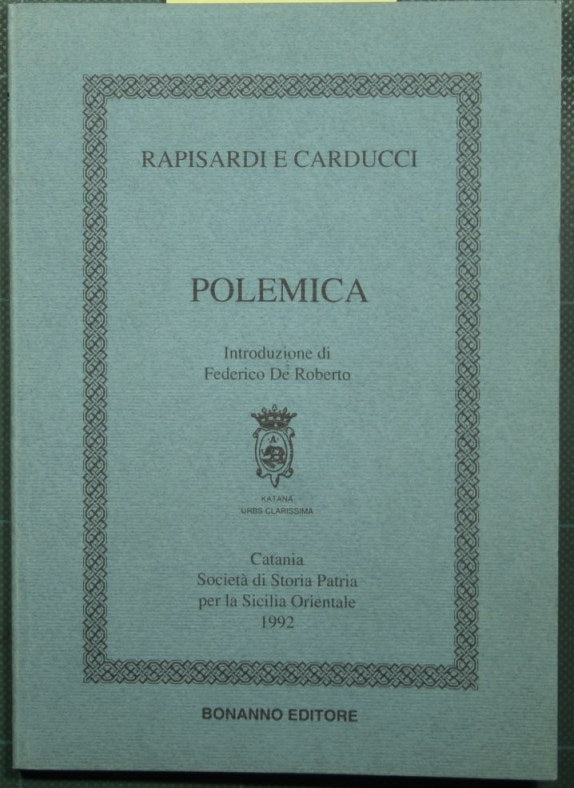 RAPISARDI E CARDUCCI
POLEMICA
Introduzione di
Federico De Roberto
KATANA
URBS CLARISSIMA
Catania
Società di Storia Patria
per la Sicilia Orientale
1992
BONANNO EDITORE